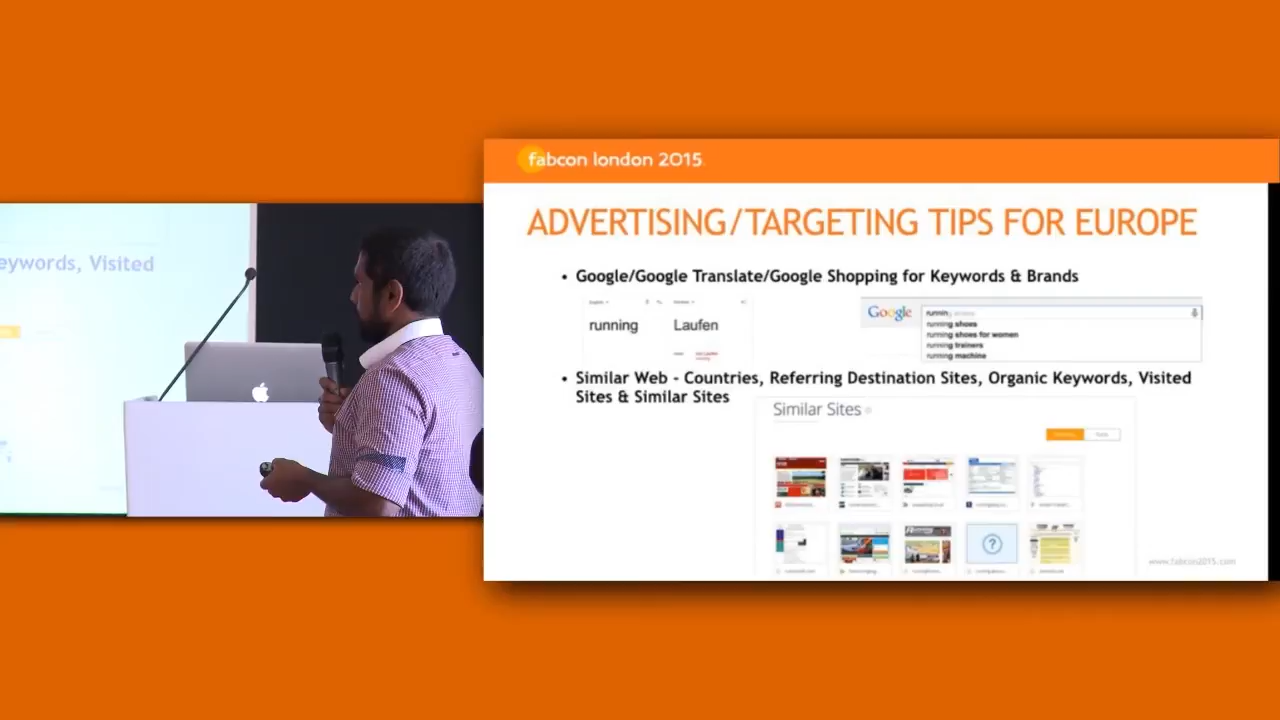 eywords, Visited
fabcon london 2015
ADVERTISING/TARGETING TIPS FOR EUROPE
• Google/Google Translate/Google Shopping for Keywords & Brands
running
Laufen
Google
running
running shoes
running shoes for women
running trainers
running machine
• Similar Web - Countries, Referring Destination Sites, Organic Keywords, Visited
Sites & Similar Sites
Similar Sites
?
www.fabcon2015.com